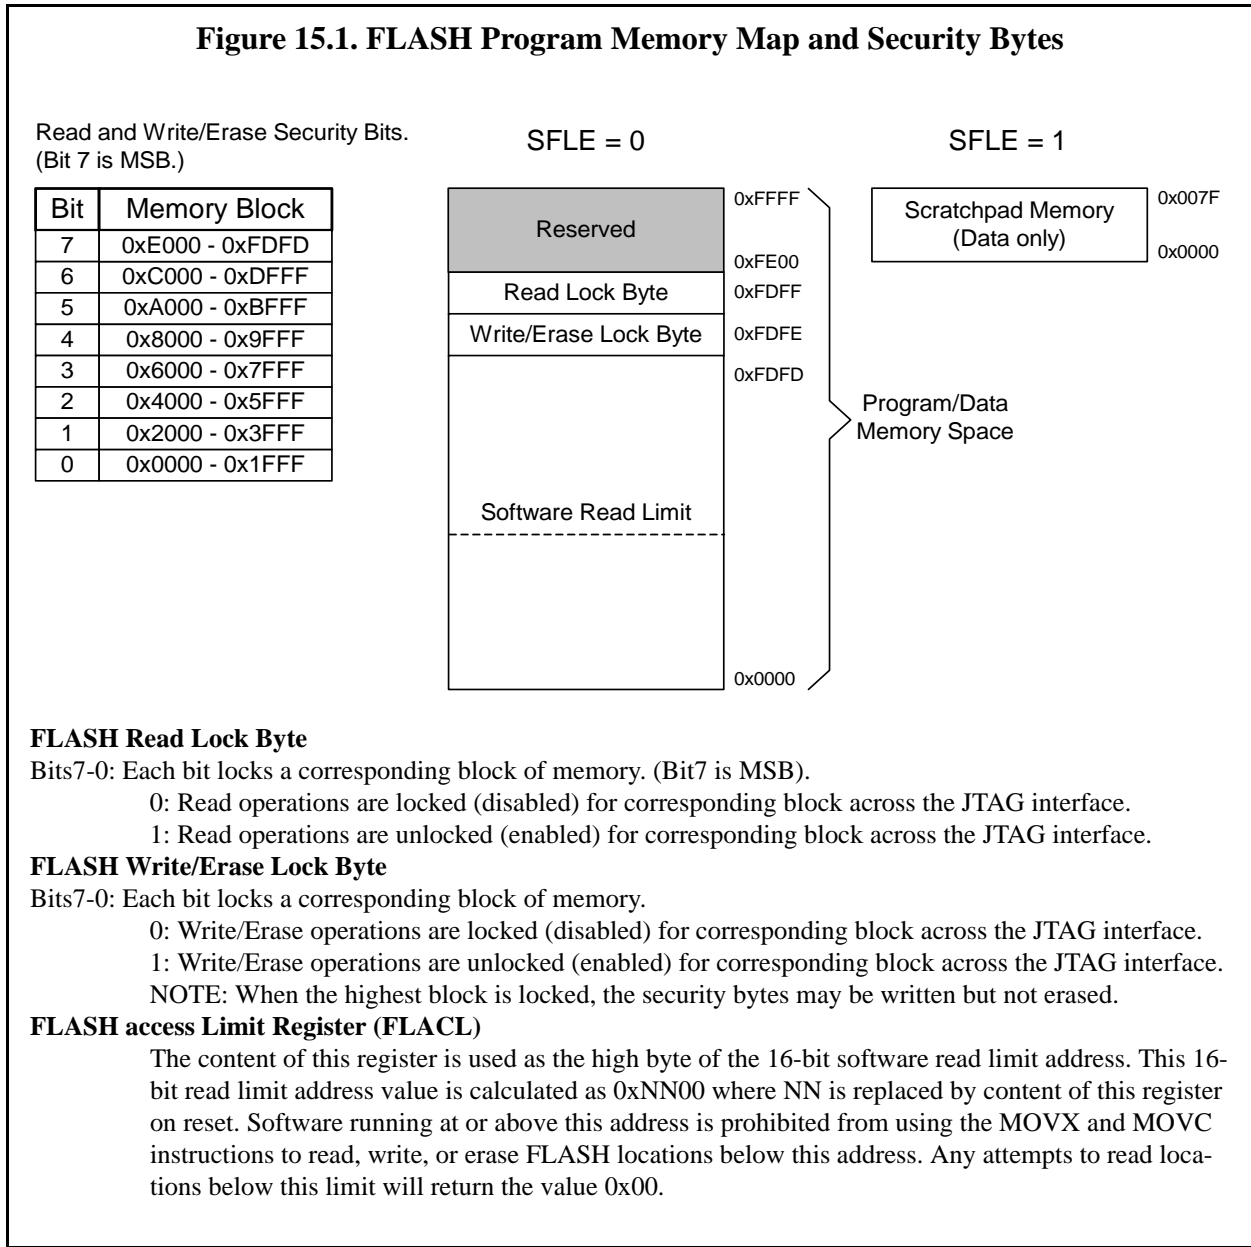 Figure 15.1. FLASH Program Memory Map and Security Bytes
Read and Write/Erase Security Bits.
(Bit 7 is MSB.)
Bit Memory Block
7 0xE000 - 0xFDFD
6 0xC000 - 0xDFFF
5 0xA000 - 0xBFFF
4 0x8000 - 0x9FFF
3 0x6000 - 0x7FFF
2 0x4000 - 0x5FFF
1 0x2000 - 0x3FFF
0 0x0000 - 0x1FFF
SFLE = 0
Reserved
0xFFFF
0xFE00
Read Lock Byte
0xFDFF
Write/Erase Lock Byte
0xFDFE
0xFDFD
Software Read Limit
0x0000
Program/Data
Memory Space
SFLE = 1
Scratchpad Memory
(Data only)
0x007F
0x0000
FLASH Read Lock Byte
Bits7-0: Each bit locks a corresponding block of memory. (Bit7 is MSB).
0: Read operations are locked (disabled) for corresponding block across the JTAG interface.
1: Read operations are unlocked (enabled) for corresponding block across the JTAG interface.
FLASH Write/Erase Lock Byte
Bits7-0: Each bit locks a corresponding block of memory.
0: Write/Erase operations are locked (disabled) for corresponding block across the JTAG interface.
1: Write/Erase operations are unlocked (enabled) for corresponding block across the JTAG interface.
NOTE: When the highest block is locked, the security bytes may be written but not erased.
FLASH access Limit Register (FLACL)
The content of this register is used as the high byte of the 16-bit software read limit address. This 16-
bit read limit address value is calculated as 0xNN00 where NN is replaced by content of this register
on reset. Software running at or above this address is prohibited from using the MOVX and MOVC
instructions to read, write, or erase FLASH locations below this address. Any attempts to read loca-
tions below this limit will return the value 0x00.